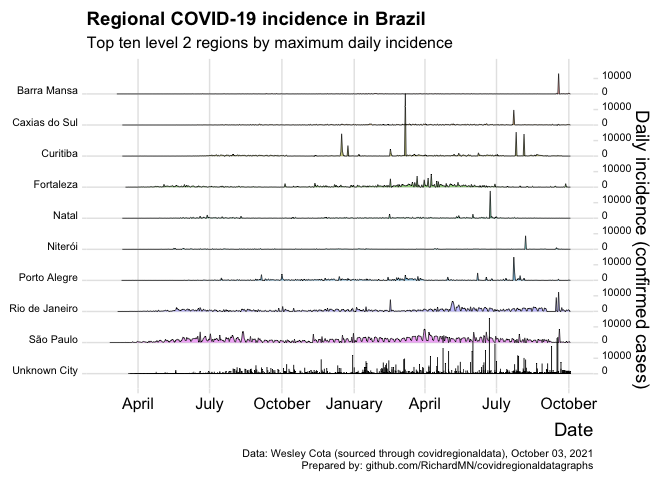 Regional COVID-19 incidence in Brazil
Top ten level 2 regions by maximum daily incidence
Barra Mansa
10000
0
Caxias do Sul
10000
0
Curitiba
10000
0
Fortaleza
10000
0
Natal
10000
0
Niterói
10000
0
Porto Alegre
10000
0
Rio de Janeiro
10000
0
São Paulo
10000
0
Unknown City
10000
0
Daily incidence (confirmed cases)
April July October January April July October
Date
Data: Wesley Cota (sourced through covidregionaldata), October 03, 2021
Prepared by: github.com/RichardMN/covidregionaldatagraphs